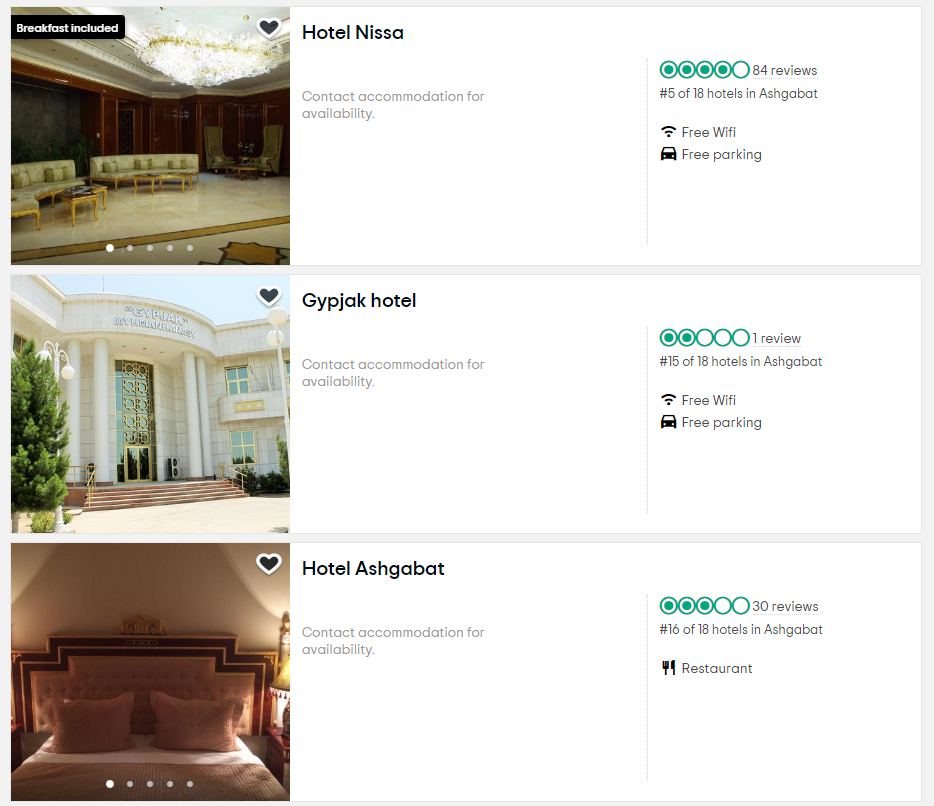 Breakfast included
Hotel Nissa
Contact accommodation for
availability.
84 reviews
#5 of 18 hotels in Ashgabat
Free Wifi
Free parking
GYPJAK
MYHMANHANASY
Gypjak hotel
Contact accommodation for
availability.
1 review
#15 of 18 hotels in Ashgabat
Free Wifi
Free parking
Hotel Ashgabat
Contact accommodation for
availability.
30 reviews
#16 of 18 hotels in Ashgabat
Restaurant